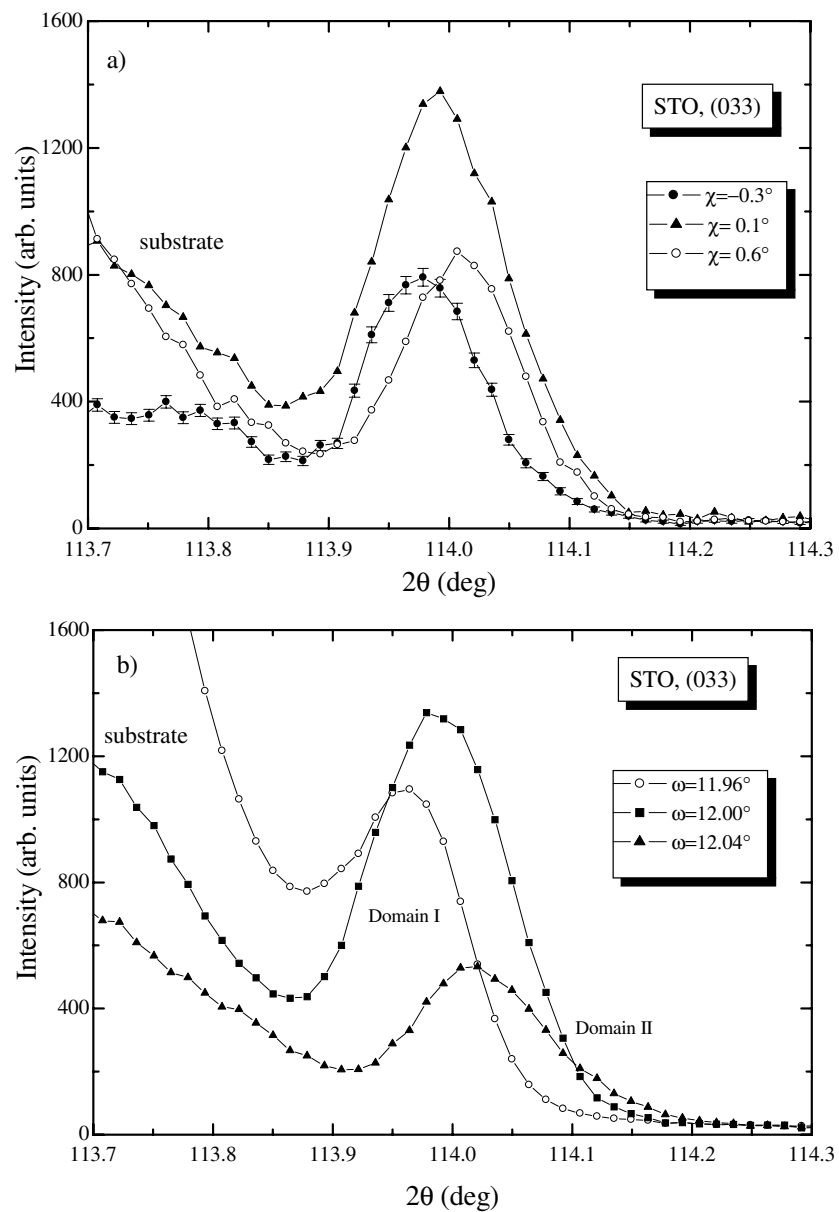 1600
a)
STO, (033)
1200
χ=–0.3°
χ= 0.1°
χ= 0.6°
substrate
800
Intensity (arb. units)
400
0
113.7 113.8 113.9 114.0 114.1 114.2 114.3
2θ (deg)
1600
b)
STO, (033)
substrate
1200
ω=11.96°
ω=12.00°
ω=12.04°
800
Intensity (arb. units)
Domain I
400
Domain II
0
113.7 113.8 113.9 114.0 114.1 114.2 114.3
2θ (deg)